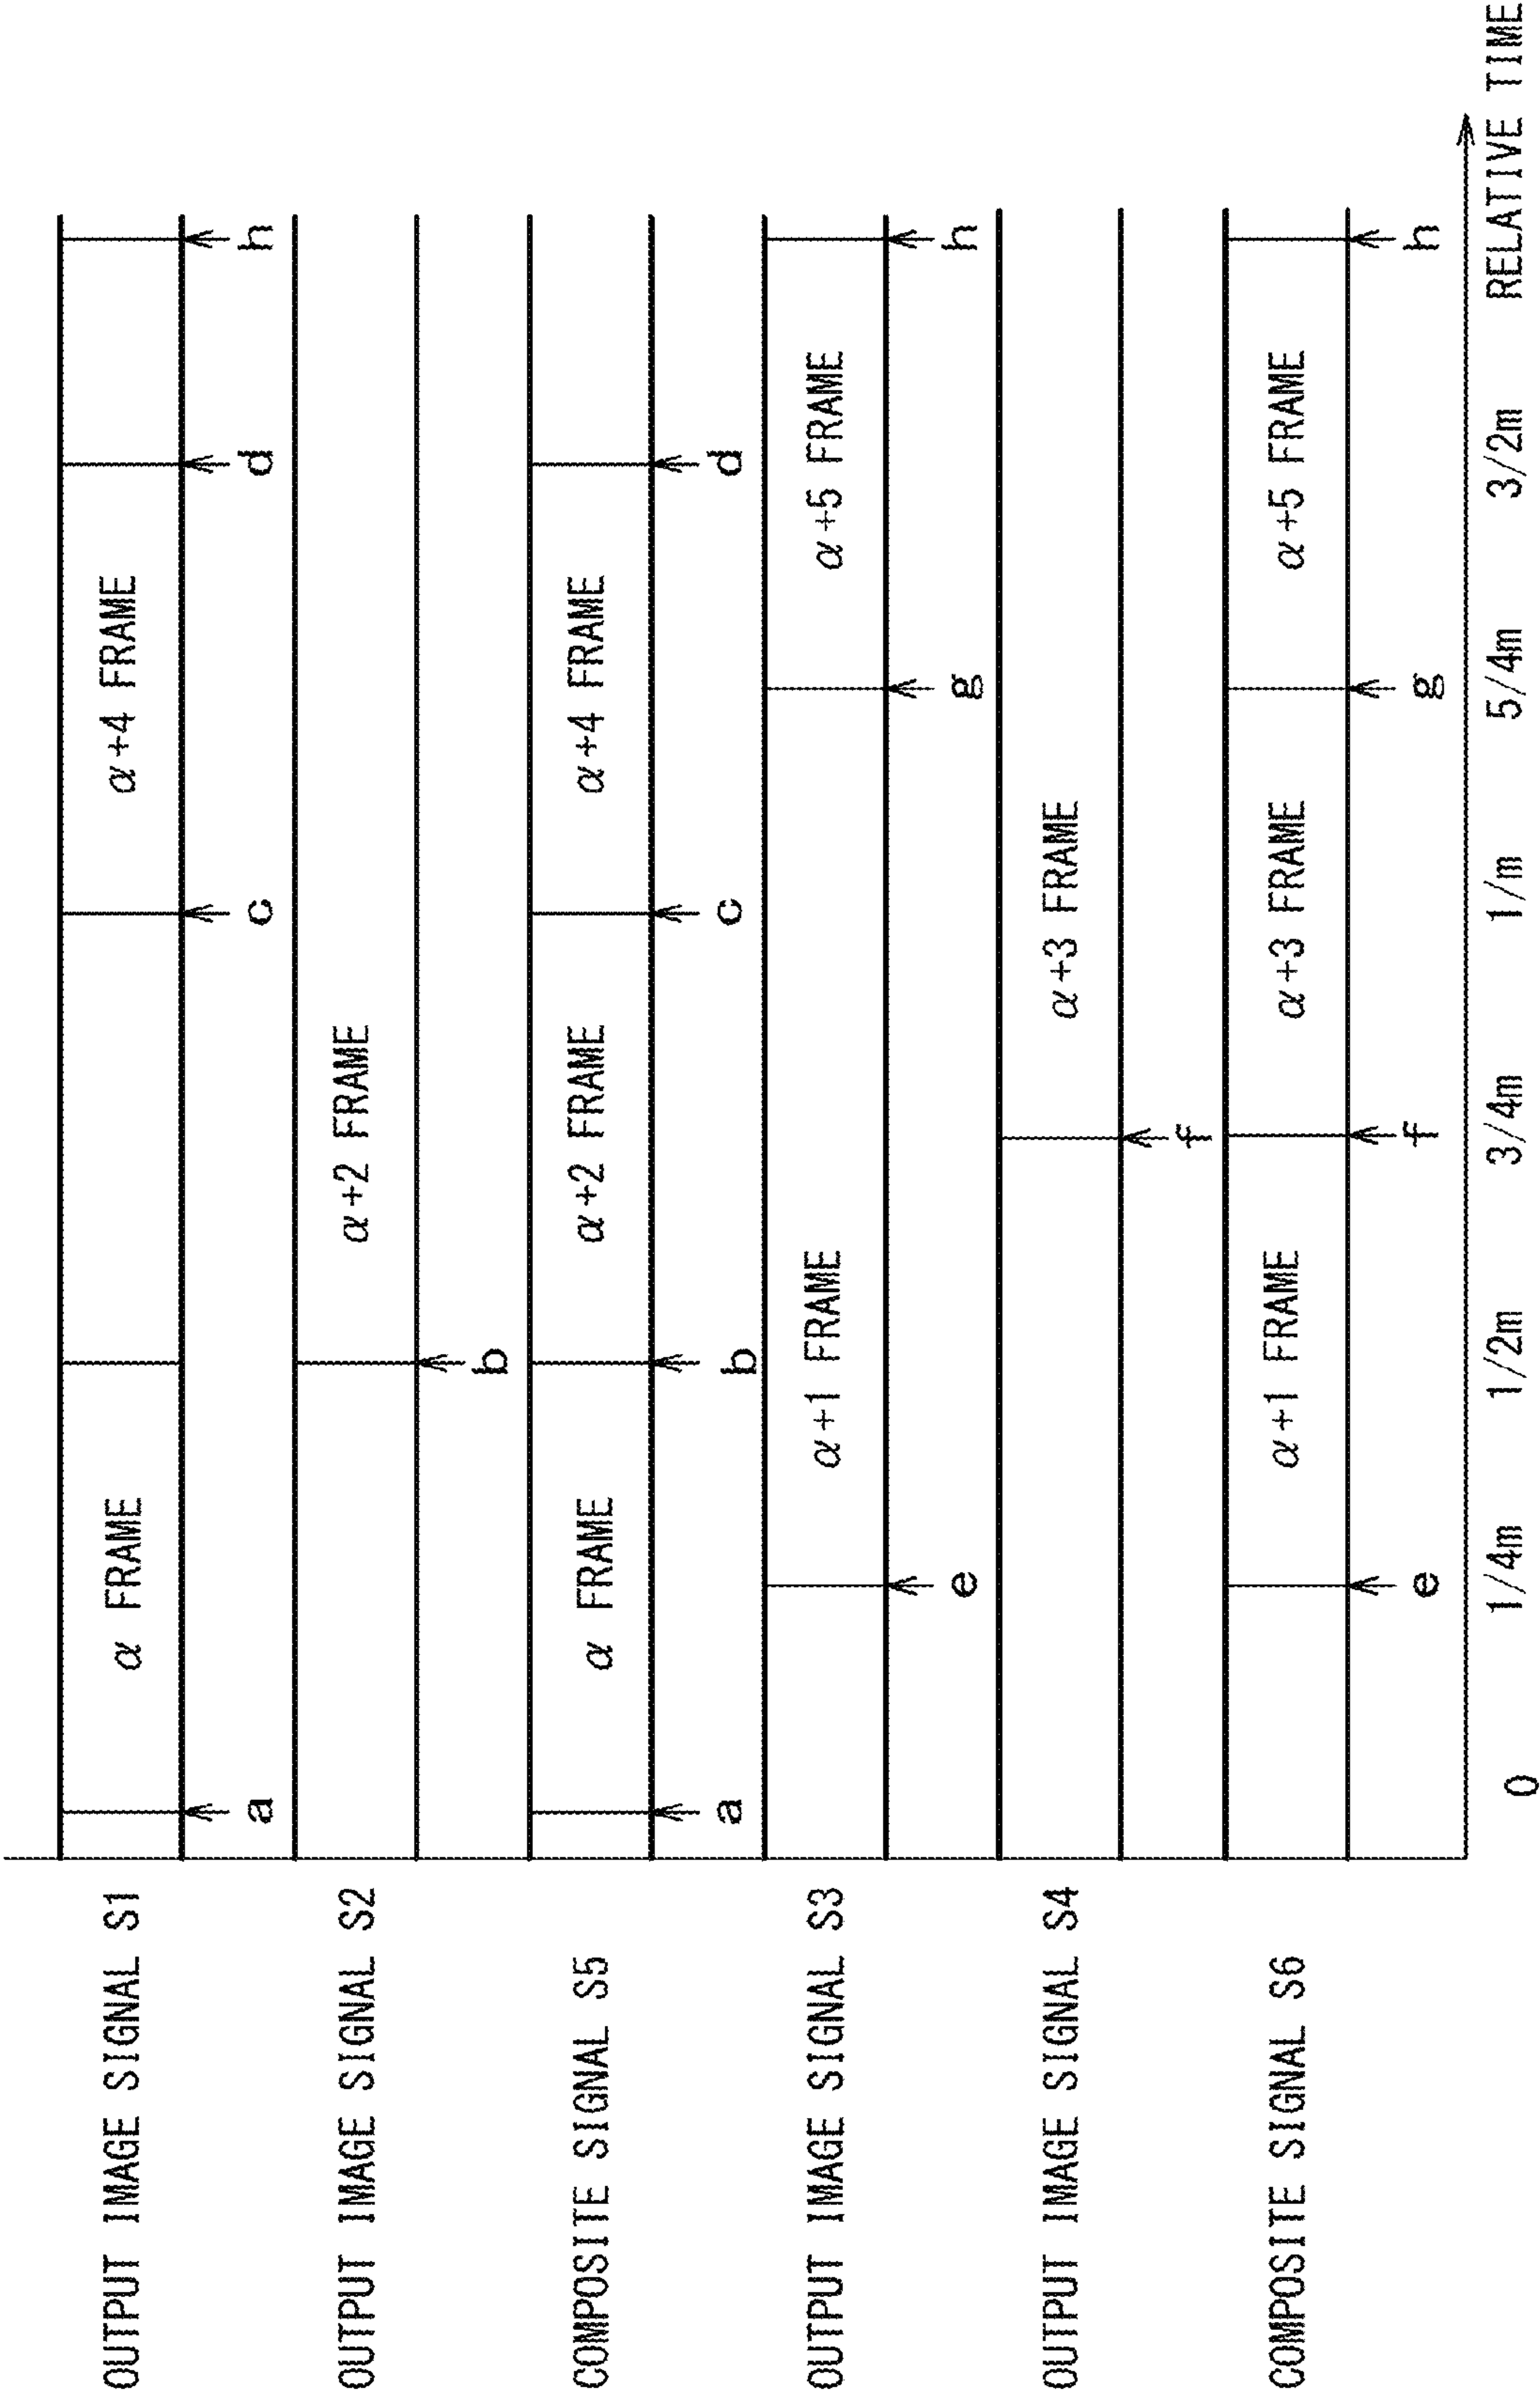 OUTPUT IMAGE SIGNAL S1
α FRAME
α+4 FRAME
a
c
d
h
OUTPUT IMAGE SIGNAL S2
α+2 FRAME
b
COMPOSITE SIGNAL S5
α FRAME
α+2 FRAME
α+4 FRAME
a
b
c
d
OUTPUT IMAGE SIGNAL S3
α+1 FRAME
α+5 FRAME
e
g
h
OUTPUT IMAGE SIGNAL S4
α+3 FRAME
f
COMPOSITE SIGNAL S6
α+1 FRAME
α+3 FRAME
α+5 FRAME
e
f
g
h
0
1/4m
1/2m
3/4m
1/m
5/4m
3/2m
RELATIVE TIME